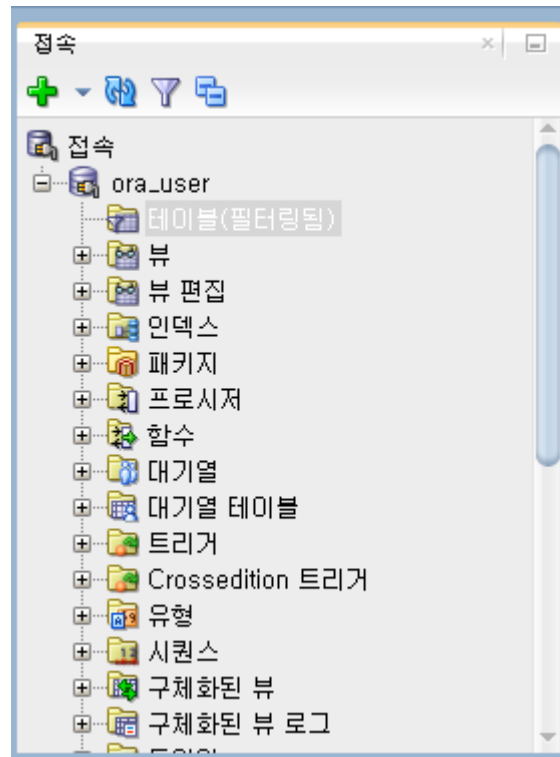 접속
접속
ora_user
테이블(필터링됨)
뷰
뷰 편집
인덱스
패키지
프로시저
함수
대기열
대기열 테이블
트리거
Crossedition 트리거
유형
시퀀스
구체화된 뷰
구체화된 뷰 로그